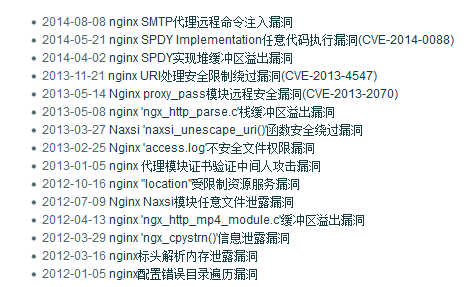 2014-08-08 nginx SMTP代理远程命令注入漏洞
2014-05-21 nginx SPDY Implementation任意代码执行漏洞(CVE-2014-0088)
2014-04-02 nginx SPDY实现堆缓冲区溢出漏洞
2013-11-21 nginx URI处理安全限制绕过漏洞(CVE-2013-4547)
2013-05-14 Nginx proxy_pass模块远程安全漏洞(CVE-2013-2070)
2013-05-08 nginx 'ngx_http_parse.c'栈缓冲区溢出漏洞
2013-03-27 Naxsi 'naxsi_unescape_uri()'函数安全绕过漏洞
2013-02-25 Nginx 'access.log'不安全文件权限漏洞
2013-01-05 nginx 代理模块证书验证中间人攻击漏洞
2012-10-16 nginx "location"受限制资源服务漏洞
2012-07-09 Nginx Naxsi模块任意文件泄露漏洞
2012-04-13 nginx 'ngx_http_mp4_module.c'缓冲区溢出漏洞
2012-03-29 nginx 'ngx_cpystrn()'信息泄露漏洞
2012-03-16 nginx标头解析内存泄露漏洞
2012-01-05 nginx配置错误目录遍历漏洞